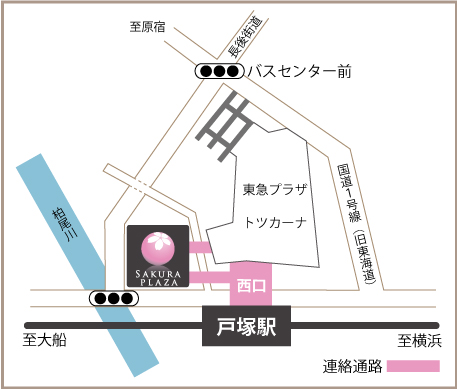 至原宿
長後街道
バスセンター前
国道1号線（旧東海道）
東急プラザ
トツカーナ
柏尾川
SAKURA
PLAZA
西口
戸塚駅
至大船
至横浜
連絡通路